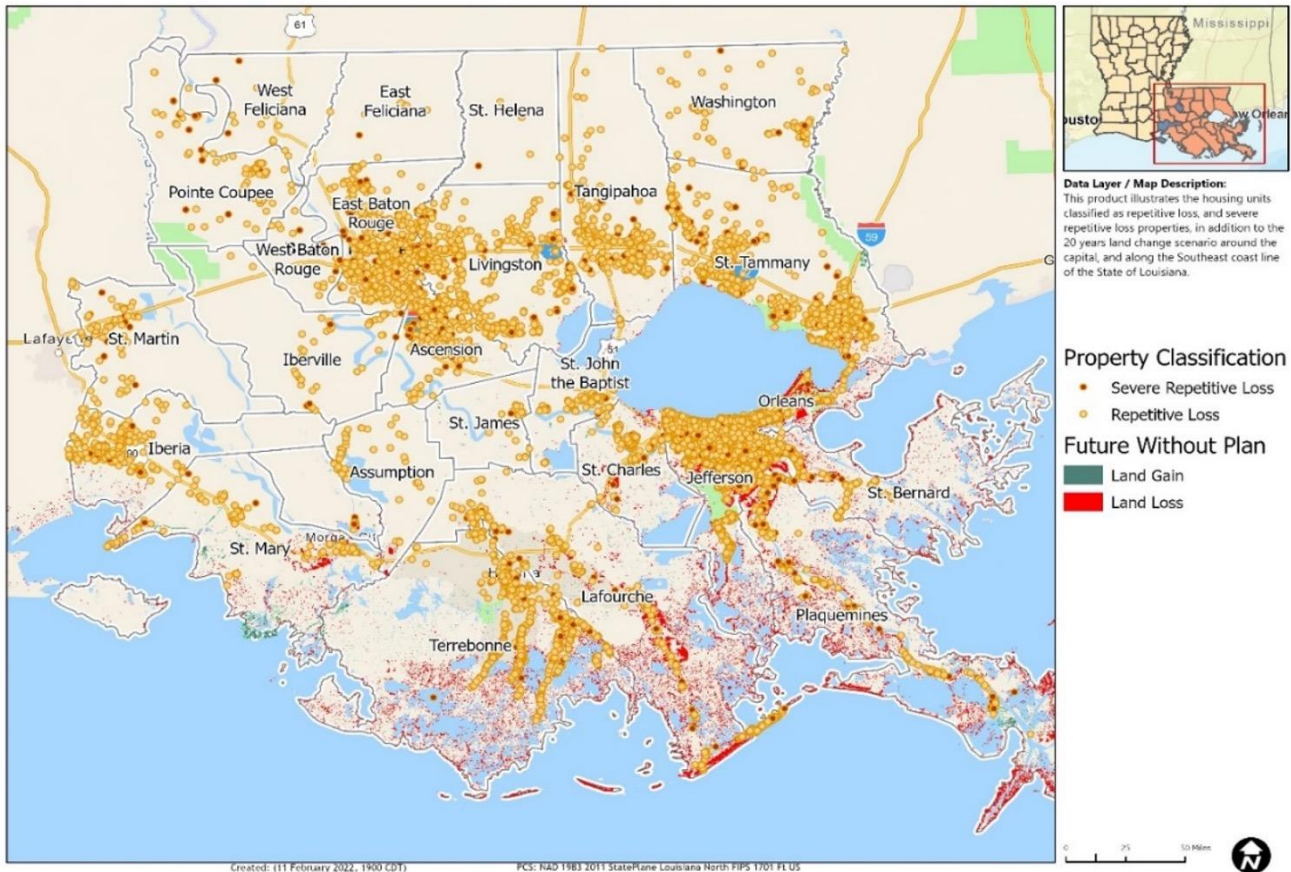 61
Mississippi
West
Feliciana
East
Feliciana
St. Helena
Washington
ousto
w Orlean
Pointe Coupee
East Baton
Rouge
Tangipahoa
Data Layer / Map Description:
This product illustrates the housing units
classified as repetitive loss, and severe
repetitive loss properties, in addition to the
20 years land change scenario around the
capital, and along the Southeast coast line
of the State of Louisiana.
59
West Baton
Rouge
Livingston
St. Tammany
G
St. Martin
Iberville
Ascension
51
St. John
the Baptist
Property Classification
Severe Repetitive Loss
Repetitive Loss
Orleans
St. James
Future Without Plan
Land Gain
Land Loss
90
Iberia
Assumption
St. Charles
Jefferson
St. Bernard
St. Mary
Lafourche
Plaquemines
Terrebonne
0 25 50 Miles
N
Created: (11 February 2022, 1900 CDT)
PCS: NAD 1983 2011 StatePlane Louisiana North FIPS 1701 Ft US